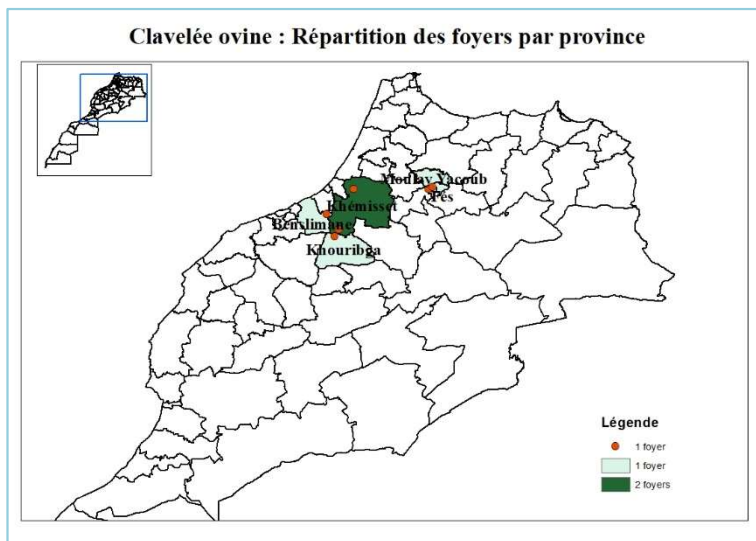 Clavelée ovine : Répartition des foyers par province
Moulay Yacoub
Fès
Khémisset
Benslimane
Khouribga
Légende
1 foyer
1 foyer
2 foyers